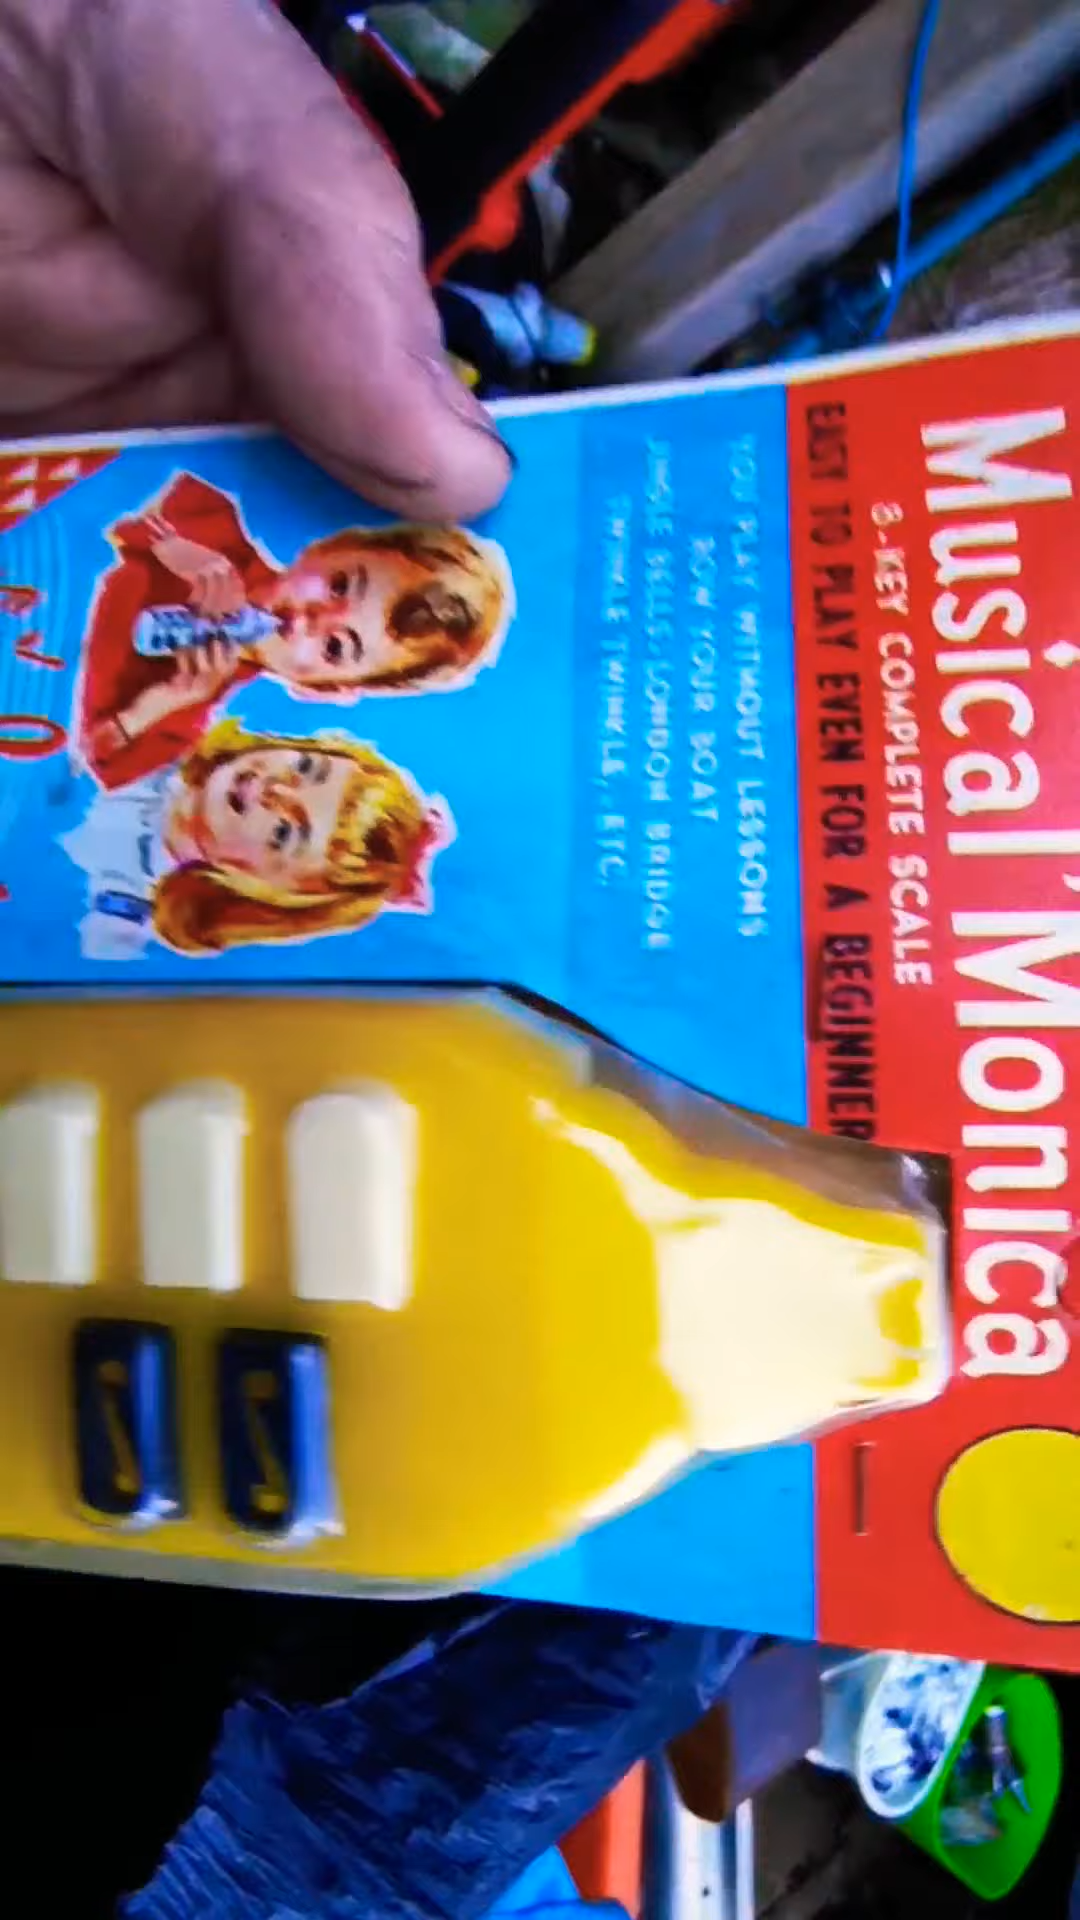 Musical 'Monica
8-KEY COMPLETE SCALE
EASY TO PLAY EVEN FOR A BEGINNER
YOU PLAY WITHOUT LESSONS
ROW YOUR BOAT
JINGLE BELLS, LONDON BRIDGE
TWINKLE TWINKLE, ETC.